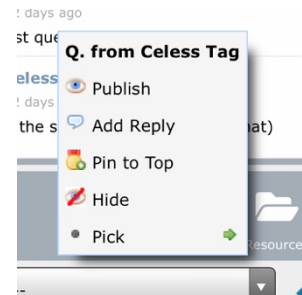 2 days ago
st que
Q. from Celess Tag
eless
Publish
2 days
the s
Add Reply
at)
Pin to Top
Hide
Resource
Pick
--